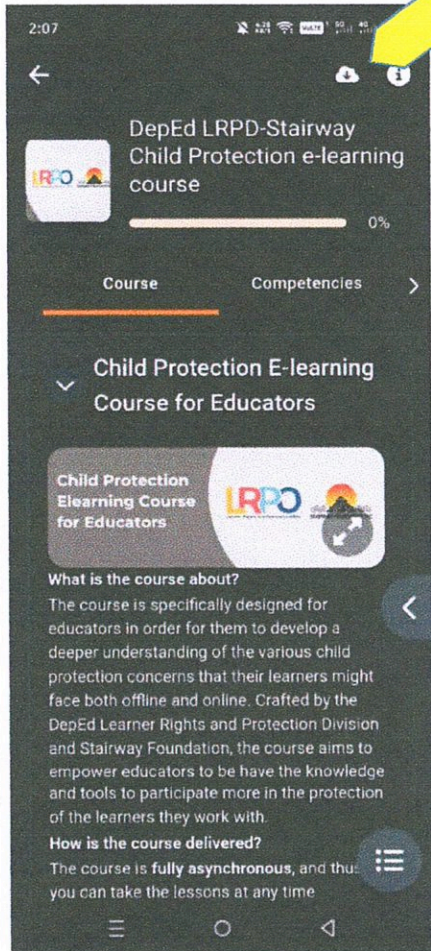 2:07
DepEd LRPD-Stairway
Child Protection e-learning
course
LRPO
0%
Course
Competencies
Child Protection E-learning
Course for Educators
Child Protection
Elearning Course
for Educators
LRPO
What is the course about?
The course is specifically designed for
educators in order for them to develop a
deeper understanding of the various child
protection concerns that their learners might
face both offline and online. Crafted by the
DepEd Learner Rights and Protection Division
and Stairway Foundation, the course aims to
empower educators to be have the knowledge
and tools to participate more in the protection
of the learners they work with.
How is the course delivered?
The course is fully asynchronous, and thu
you can take the lessons at any time